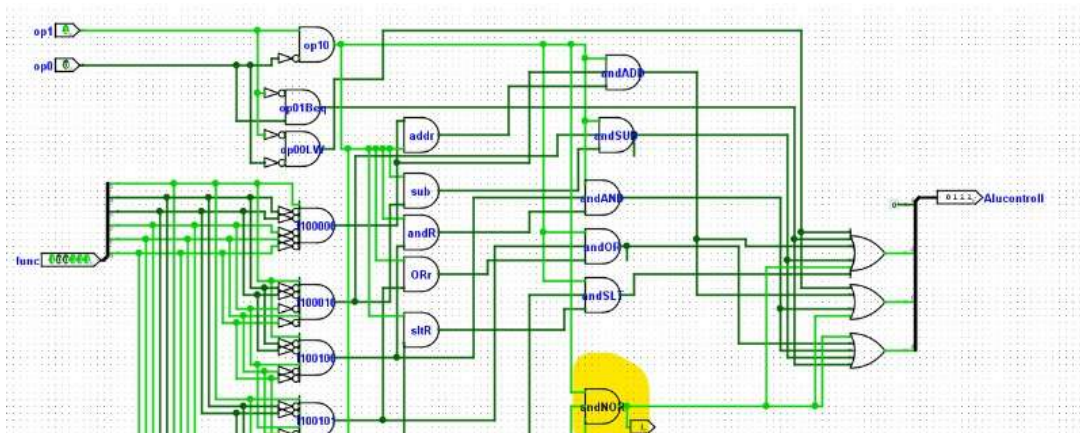 op1
op0
op10
op01Beq
op00LW
func
100000
100010
100100
100101
addr
sub
andR
ORr
sltR
andADD
andSUB
andAND
andOR
andSLT
andNOR
0111
Alucontroll